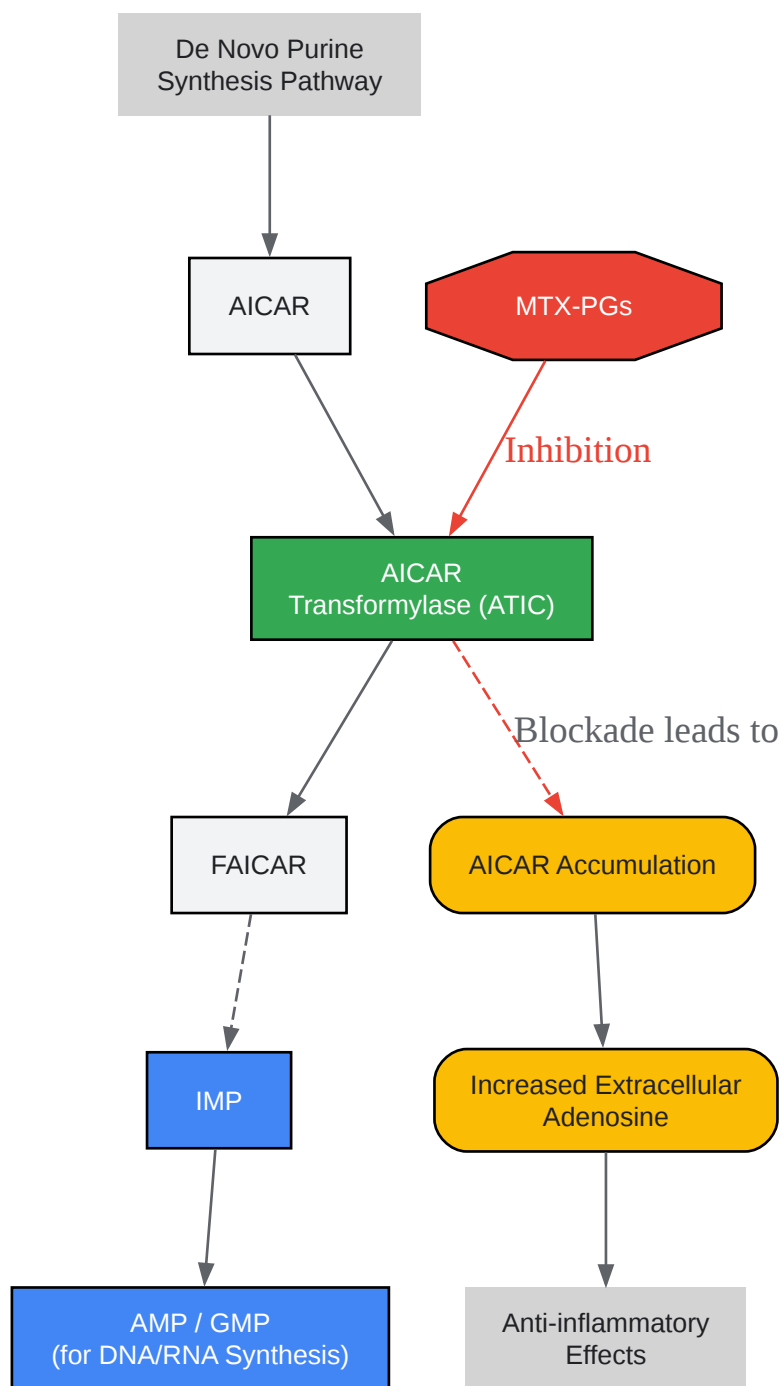 De Novo Purine
Synthesis Pathway
AICAR
MTX-PGs
Inhibition
AICAR
Transformylase (ATIC)
Blockade leads to
FAICAR
AICAR Accumulation
IMP
Increased Extracellular
Adenosine
AMP / GMP
(for DNA/RNA Synthesis)
Anti-inflammatory
Effects